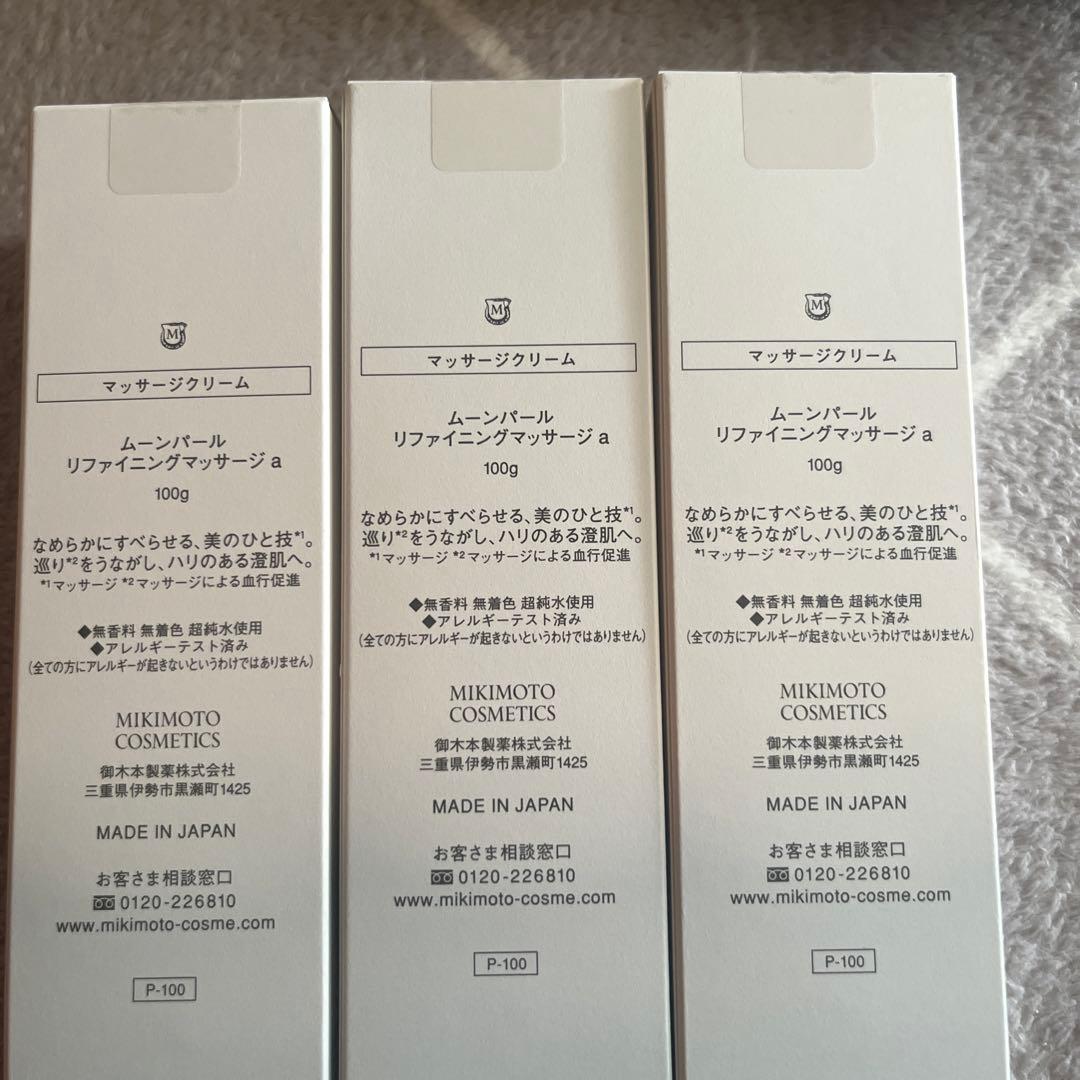 M
マッサージクリーム
ムーンパール
リファイニングマッサージ a
100g
なめらかにすべらせる、美のひと技*1。
巡り*2をうながし、ハリのある澄肌へ。
*1マッサージ *2マッサージによる血行促進
◆無香料 無着色 超純水使用
◆アレルギーテスト済み
(全ての方にアレルギーが起きないというわけではありません)
MIKIMOTO
COSMETICS
御木本製薬株式会社
三重県伊勢市黒瀬町1425
MADE IN JAPAN
お客さま相談窓口
0120-226810
www.mikimoto-cosme.com
P-100
M
マッサージクリーム
ムーンパール
リファイニングマッサージ a
100g
なめらかにすべらせる、美のひと技*1。
巡り*2をうながし、ハリのある澄肌へ。
*1マッサージ *2マッサージによる血行促進
◆無香料 無着色 超純水使用
◆アレルギーテスト済み
(全ての方にアレルギーが起きないというわけではありません)
MIKIMOTO
COSMETICS
御木本製薬株式会社
三重県伊勢市黒瀬町1425
MADE IN JAPAN
お客さま相談窓口
0120-226810
www.mikimoto-cosme.com
P-100
M
マッサージクリーム
ムーンパール
リファイニングマッサージ a
100g
なめらかにすべらせる、美のひと技*1。
巡り*2をうながし、ハリのある澄肌へ。
*1マッサージ *2マッサージによる血行促進
◆無香料 無着色 超純水使用
◆アレルギーテスト済み
(全ての方にアレルギーが起きないというわけではありません)
MIKIMOTO
COSMETICS
御木本製薬株式会社
三重県伊勢市黒瀬町1425
MADE IN JAPAN
お客さま相談窓口
0120-226810
www.mikimoto-cosme.com
P-100